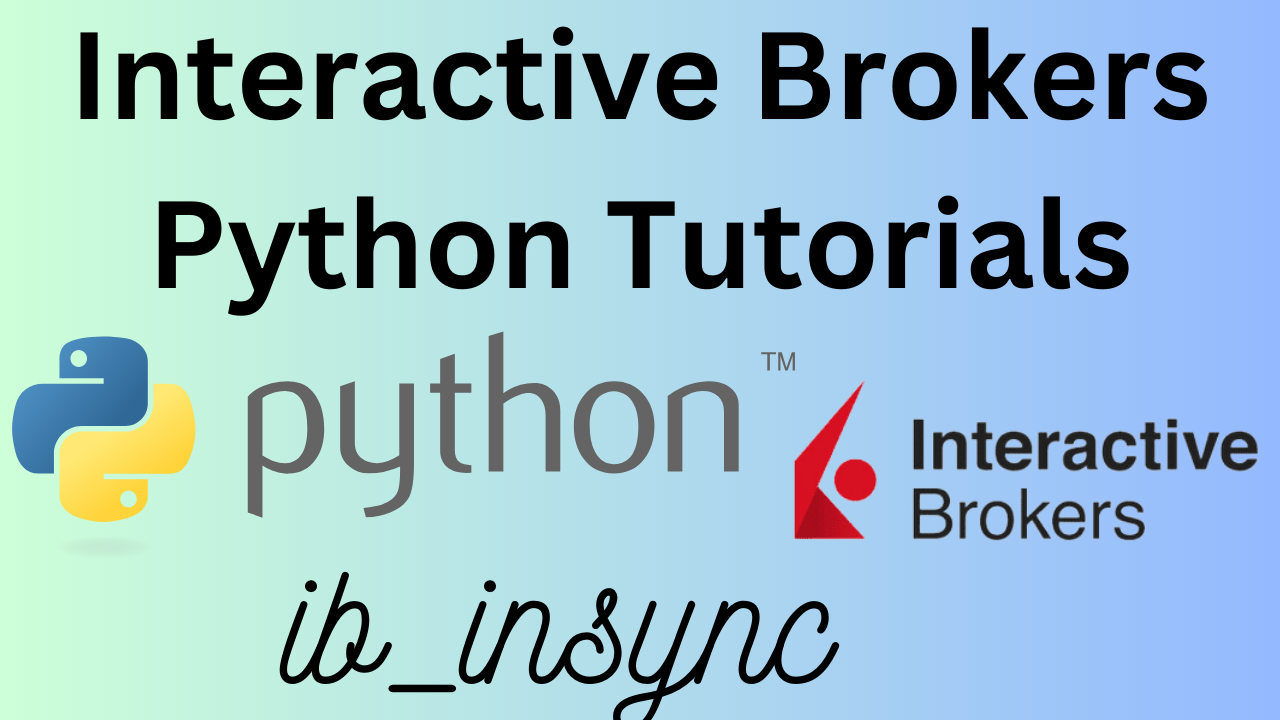 Interactive Brokers
Python Tutorials
python™
Interactive
Brokers
ib_insync